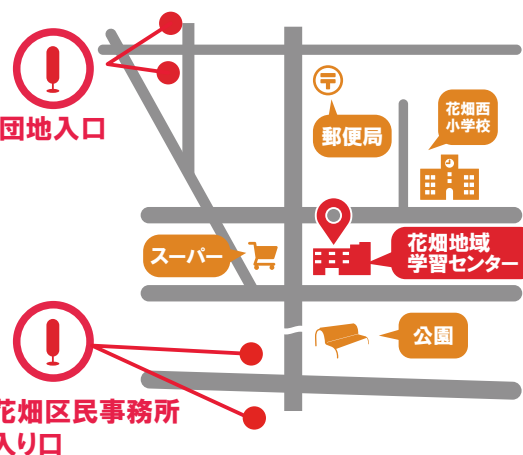 団地入口
〒
郵便局
花畑西
小学校
スーパー
花畑地域
学習センター
公園
花畑区民事務所
入り口